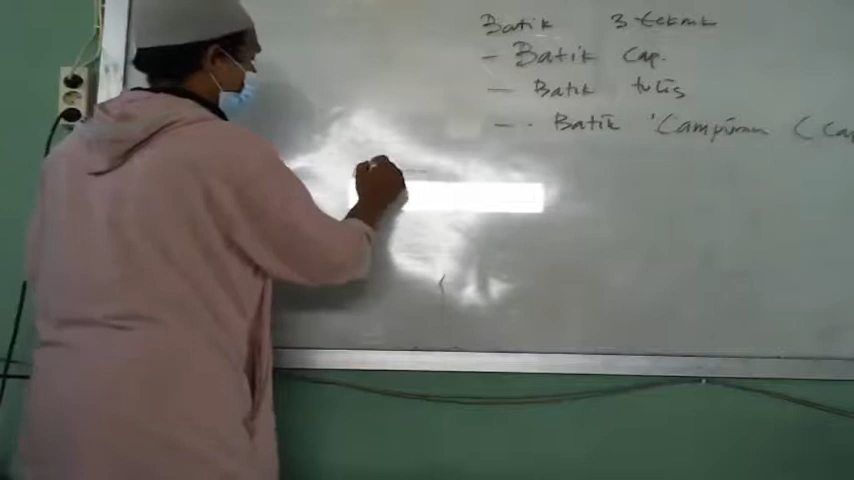 Batik 3 teknik
- Batik Cap.
- Batik tulis
- Batik Campuran (Cap